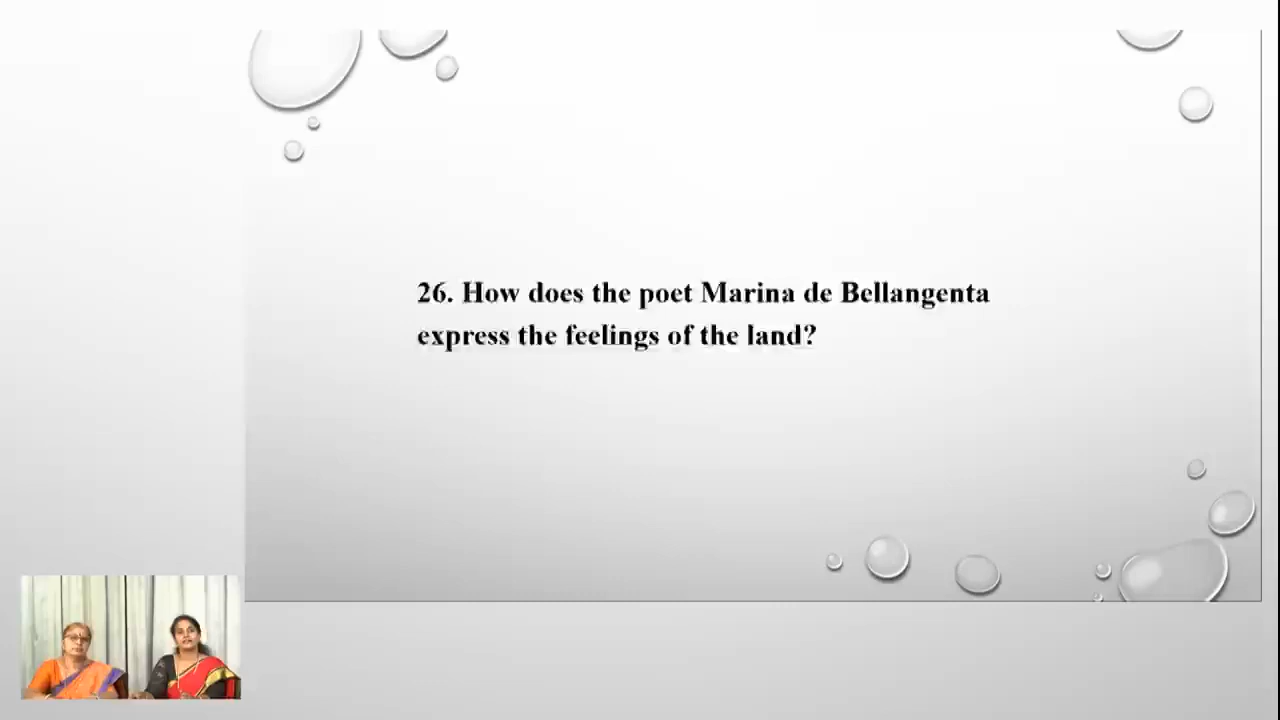 26. How does the poet Marina de Bellangenta
express the feelings of the land?